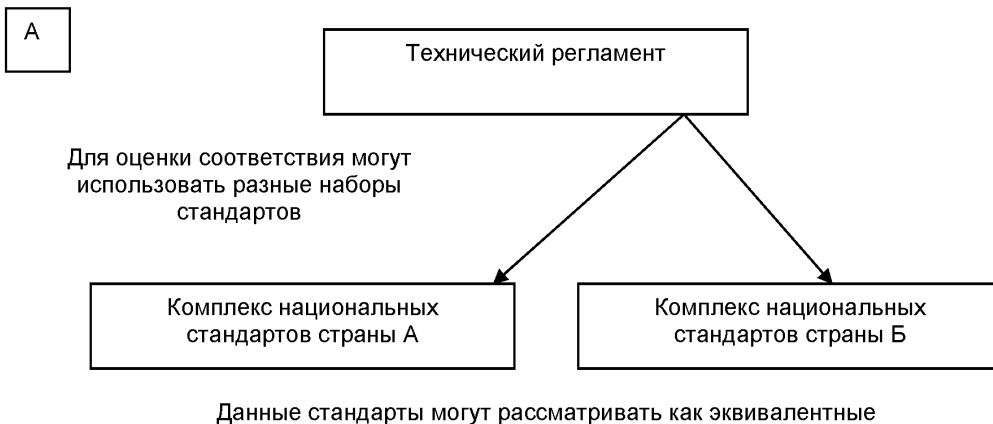 А
Технический регламент
Для оценки соответствия могут
использовать разные наборы
стандартов
Комплекс национальных
стандартов страны А
Комплекс национальных
стандартов страны Б
Данные стандарты могут рассматривать как эквивалентные